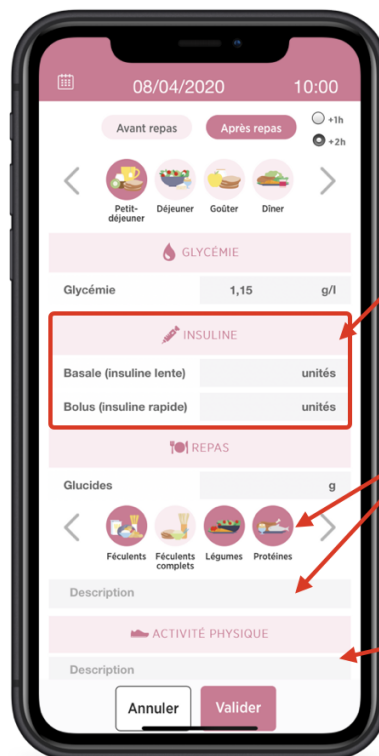 08/04/2020 10:00
Avant repas Après repas +1h
+2h
Petit-
déjeuner Déjeuner Goûter Dîner
GLYCÉMIE
Glycémie 1,15 g/l
INSULINE
Basale (insuline lente) unités
Bolus (insuline rapide) unités
REPAS
Glucides g
Féculents Féculents
complets Légumes Protéines
Description
ACTIVITÉ PHYSIQUE
Description
Annuler Valider